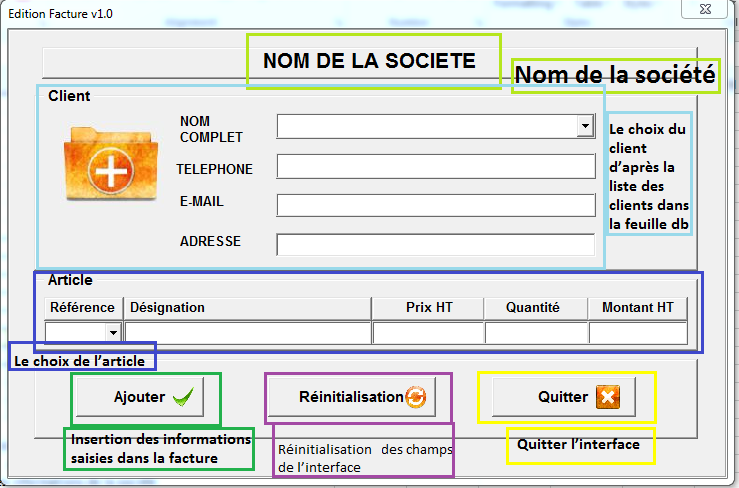 Edition Facture v1.0
NOM DE LA SOCIETE
Nom de la société
Client
NOM
COMPLET
TELEPHONE
E-MAIL
ADRESSE
Le choix du
client
d'après la
liste des
clients dans
la feuille db
Article
Référence Désignation Prix HT Quantité Montant HT
Le choix de l'article
Ajouter Réinitialisation Quitter
Insertion des informations
saisies dans la facture
Réinitialisation des champs
de l'interface
Quitter l'interface